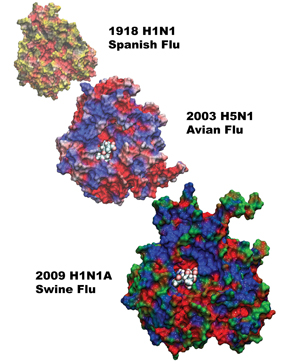 1918 H1N1
Spanish Flu
2003 H5N1
Avian Flu
2009 H1N1A
Swine Flu